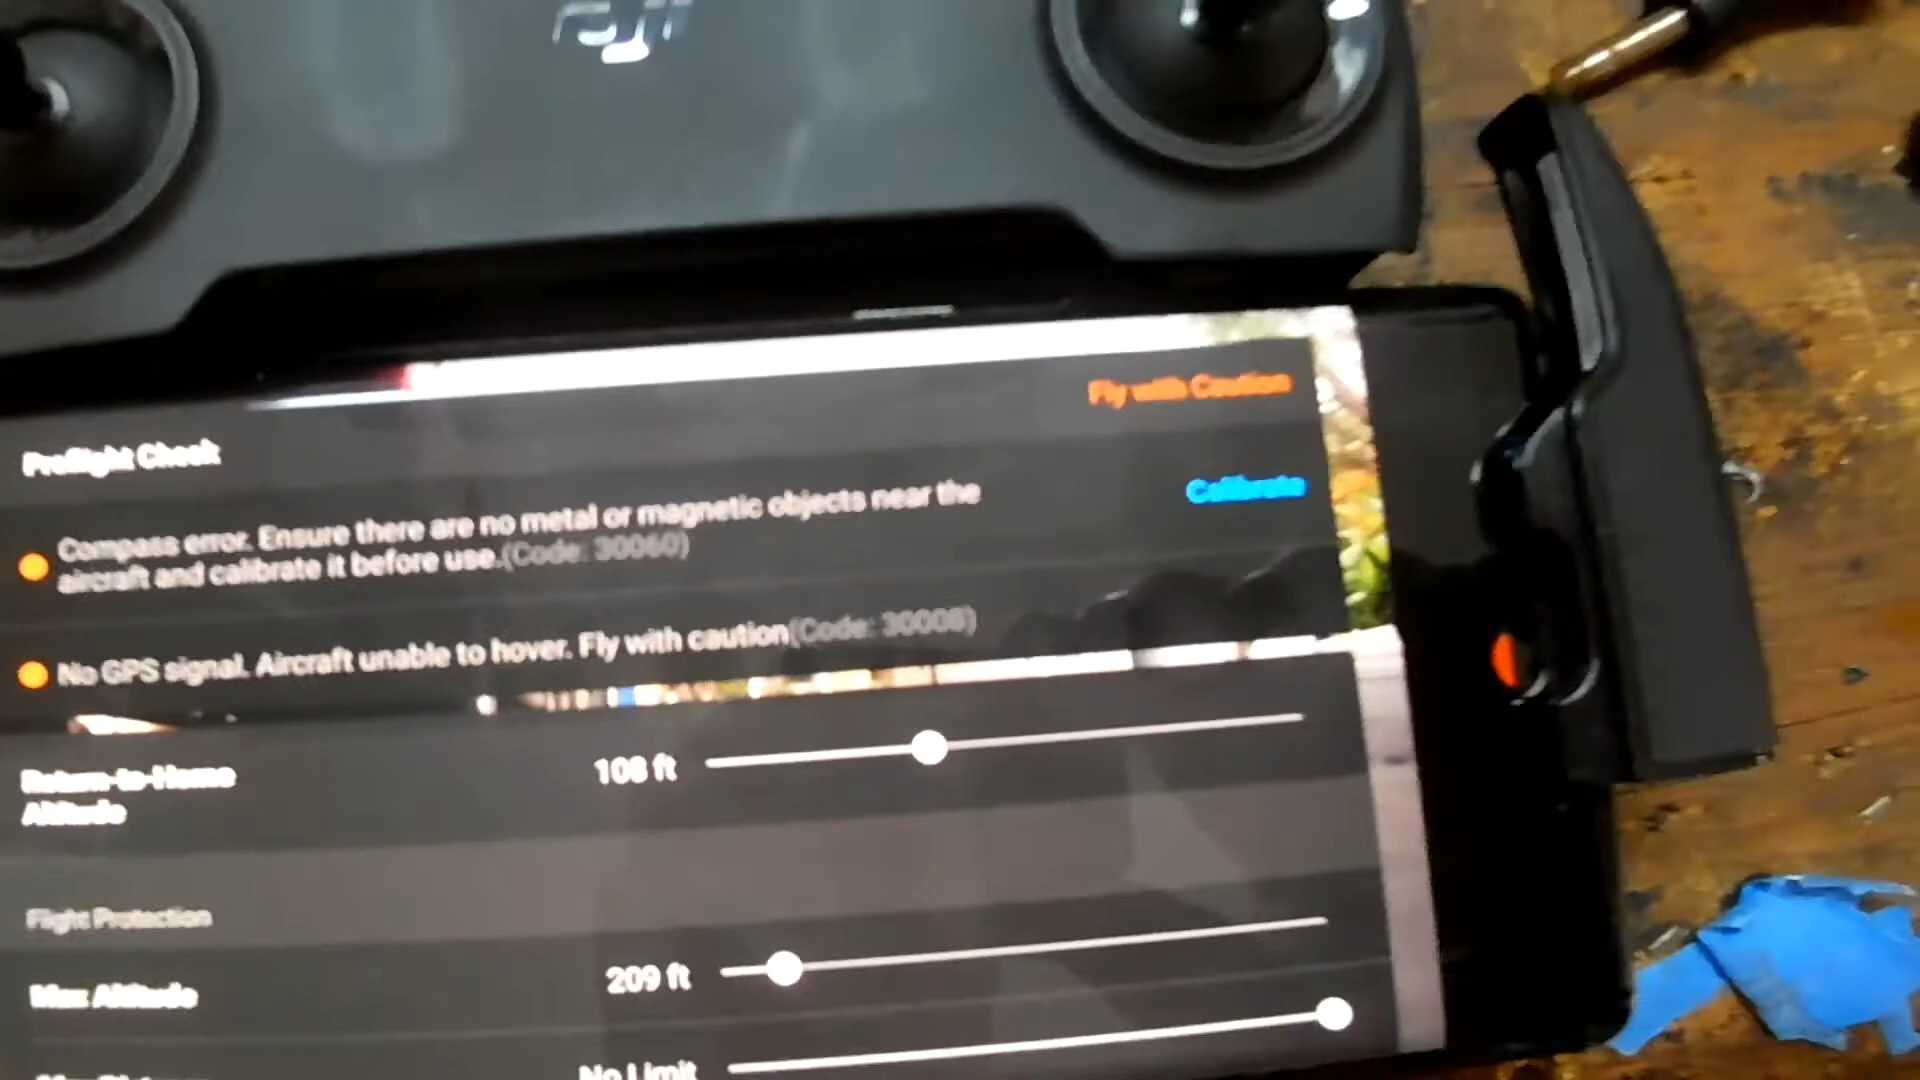 dji
Fly with Caution
Preflight Check
Calibrate
Compass error. Ensure there are no metal or magnetic objects near the
aircraft and calibrate it before use.(Code: 30060)
No GPS signal. Aircraft unable to hover. Fly with caution(Code: 30008)
Return-to-Home
Altitude
108 ft
Flight Protection
Max Altitude
209 ft
No Limit